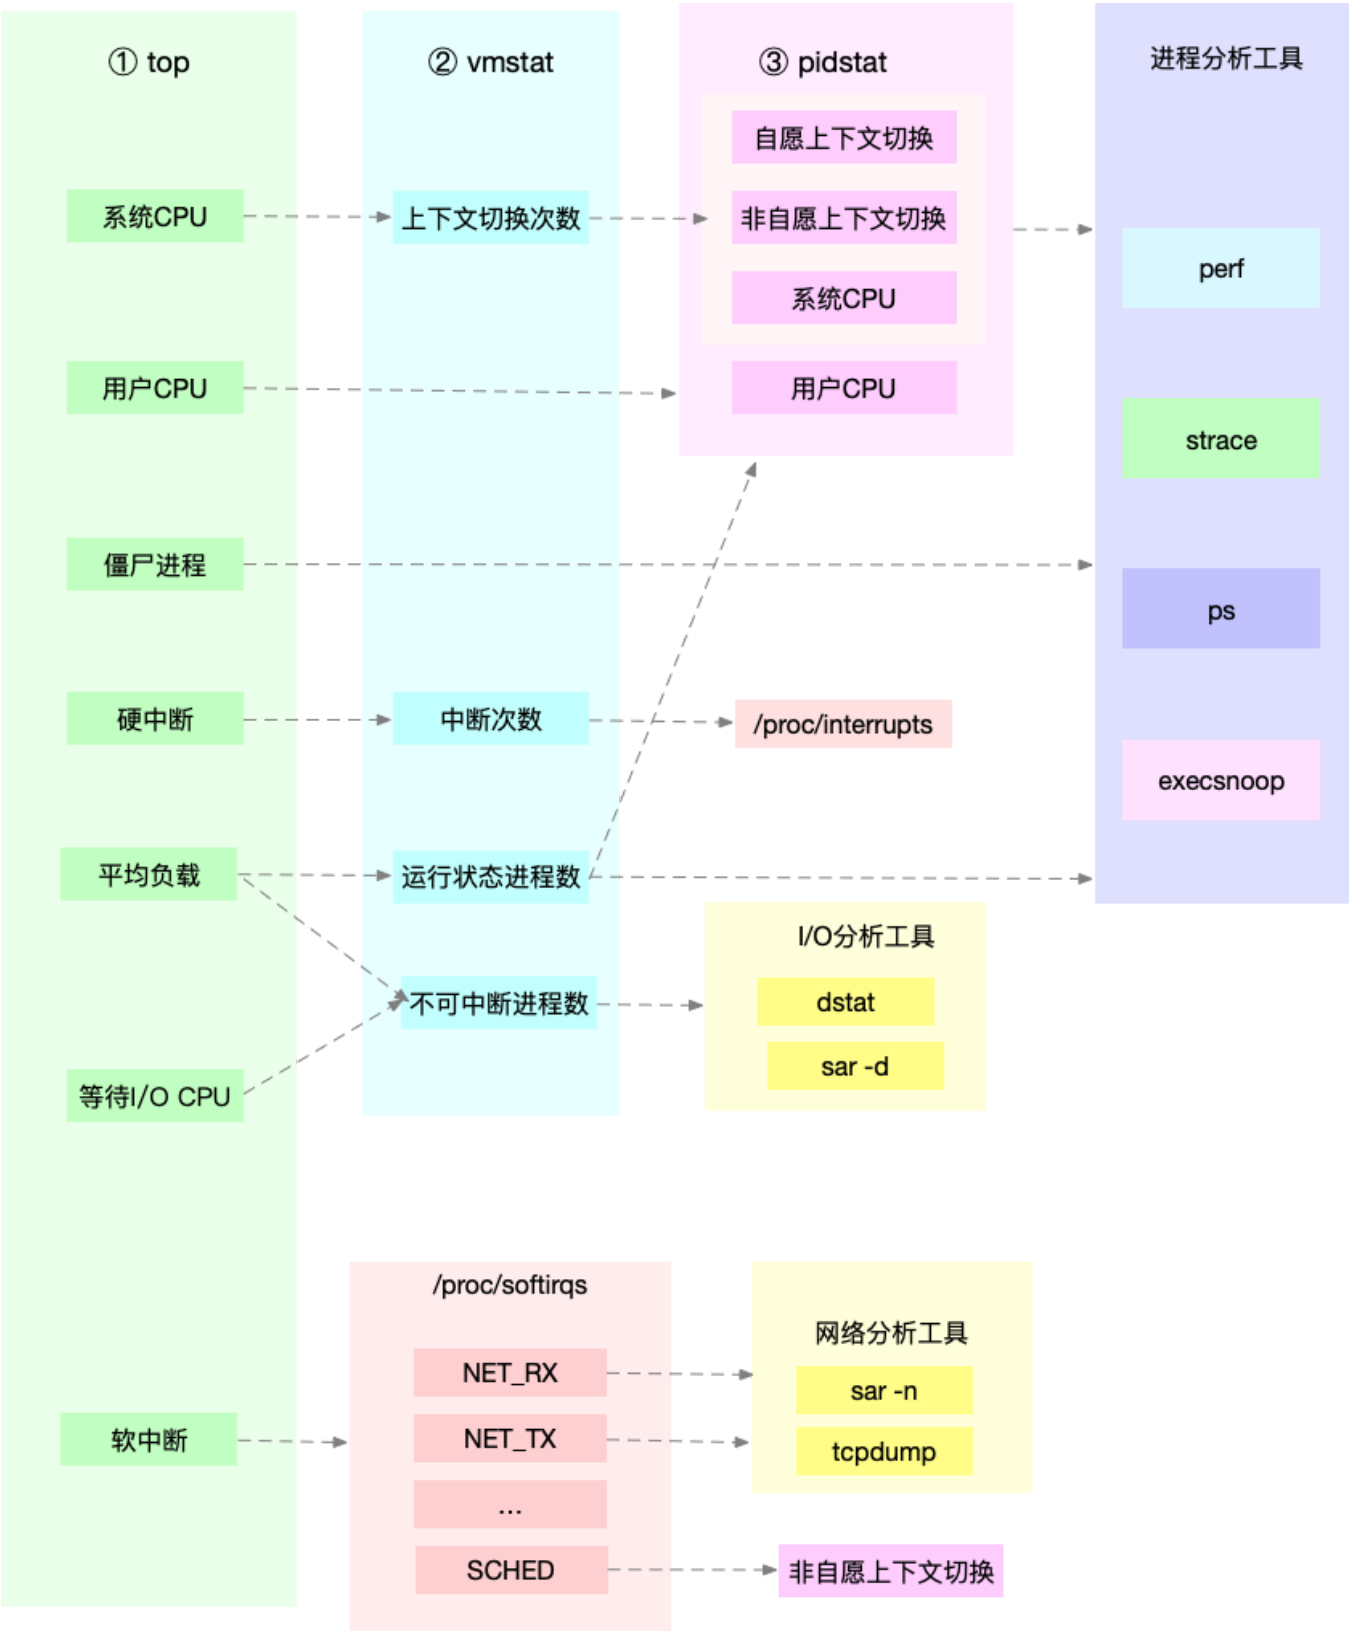 ① top
② vmstat
③ pidstat
进程分析工具
自愿上下文切换
系统CPU
上下文切换次数
非自愿上下文切换
perf
系统CPU
用户CPU
用户CPU
strace
僵尸进程
ps
硬中断
中断次数
/proc/interrupts
execsnoop
平均负载
运行状态进程数
I/O分析工具
不可中断进程数
dstat
sar -d
等待I/O CPU
/proc/softirqs
网络分析工具
NET_RX
sar -n
软中断
NET_TX
tcpdump
...
SCHED
非自愿上下文切换